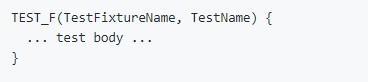 TEST_F(TestFixtureName, TestName) {
  ... test body ...
}